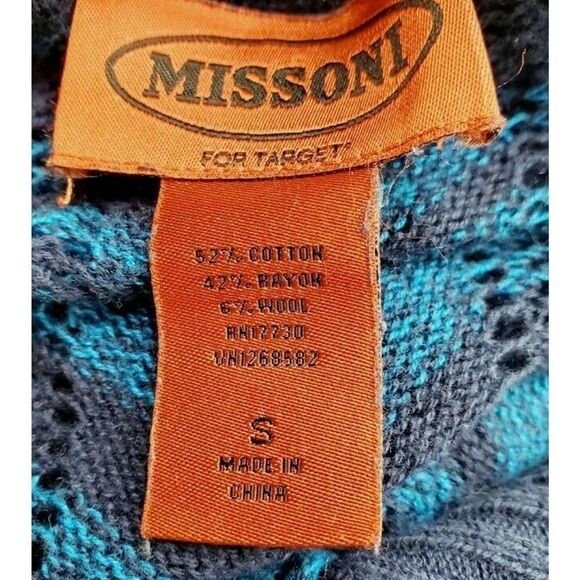 MISSONI
FOR TARGET
52% COTTON
42% RAYON
6% WOOL
RN17730
VN1268582
S
MADE IN
CHINA